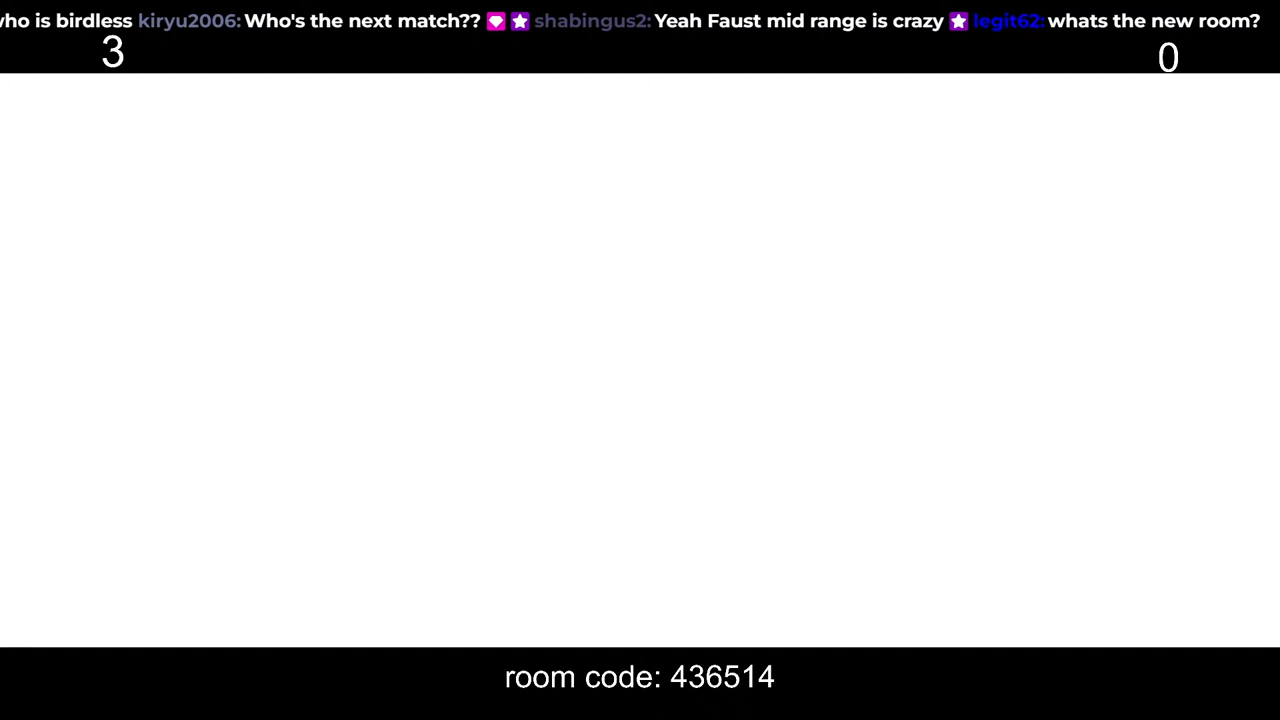 who is birdless kiryu2006: Who's the next match?? shabingus2: Yeah Faust mid range is crazy legit62: whats the new room?
3
0
room code: 436514